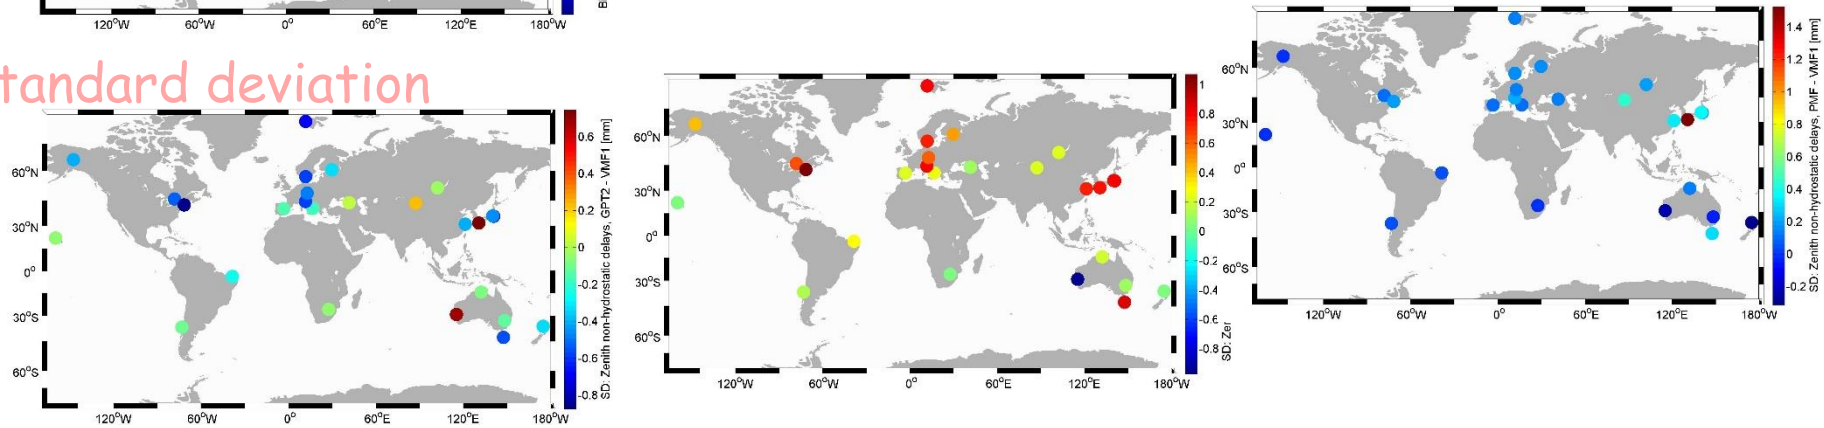 120°W 60°W 0° 60°E 120°E 180°W
tandard deviation
60°N
30°N
0°
30°S
60°S
120°W 60°W 0° 60°E 120°E 180°W
0.6
0.4
0.2
0
-0.2
-0.4
-0.6
-0.8
SD: Zenith non-hydrostatic delays, GPT2 - VMF1 [mm]
60°N
30°N
0°
30°S
60°S
120°W 60°W 0° 60°E 120°E 180°W
1
0.8
0.6
0.4
0.2
0
-0.2
-0.4
-0.6
-0.8
SD: Zer
60°N
30°N
0°
30°S
60°S
120°W 60°W 0° 60°E 120°E 180°W
1.4
1.2
1
0.8
0.6
0.4
0.2
0
-0.2
SD: Zenith non-hydrostatic delays, PMF - VMF1 [mm]